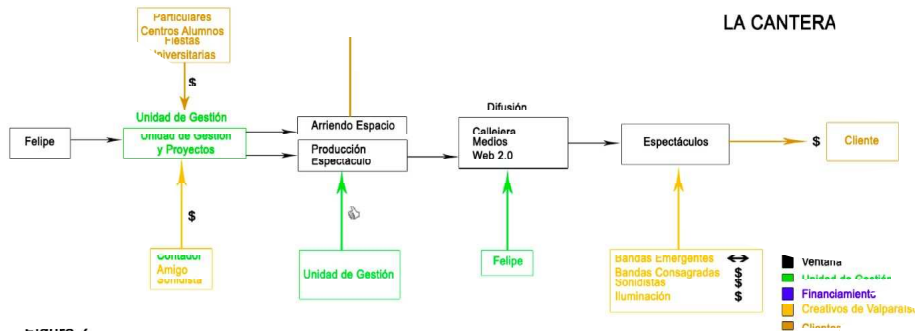 LA CANTERA
Particulares
Centros Alumnos
Fiestas
Universitarias
$
Unidad de Gestión
Felipe
Unidad de Gestión
y Proyectos
Arriendo Espacio
Producción
Espectáculo
Difusión
Callejera
Medios
Web 2.0
Espectáculos
$
Cliente
$
Contador
Amigo
Unidad de Gestión
Felipe
Bandas Emergentes ↔
Bandas Consagradas $
Sonidistas $
Iluminación $
Ventana
Unidad de Gestión
Financiamiento
Creativos de Valparaís
Clientes